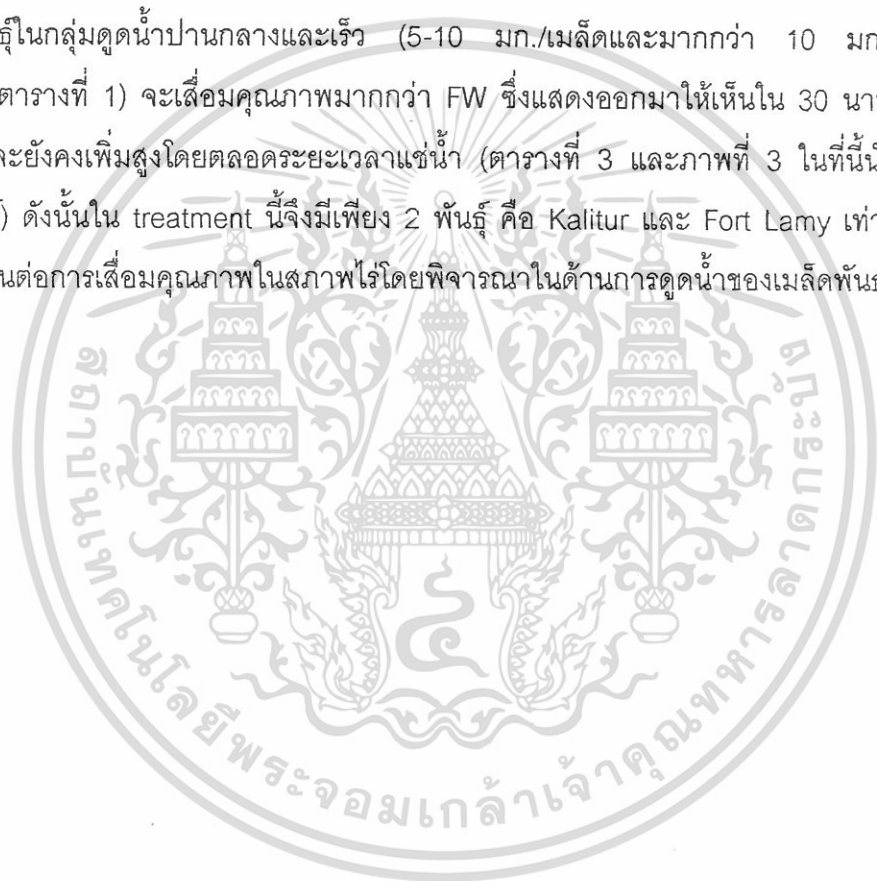 ธุ์ในกลุ่มดูดน้ำปานกลางและเร็ว (5-10 มก./เมล็ดและมากกว่า 10 มก
ตารางที่ 1) จะเสื่อมคุณภาพมากกว่า FW ซึ่งแสดงออกมาให้เห็นใน 30 นา
ละยังคงเพิ่มสูงโดยตลอดระยะเวลาแช่น้ำ (ตารางที่ 3 และภาพที่ 3 ในที่นี้
) ดังนั้นใน treatment นี้จึงมีเพียง 2 พันธุ์ คือ Kalitur และ Fort Lamy เท่
นต่อการเสื่อมคุณภาพในสภาพไร่โดยพิจารณาในด้านการดูดน้ำของเมล็ดพัน
สถาบันเทคโนโลยีพระจอมเกล้าเจ้าคุณทหารลาดกระบัง